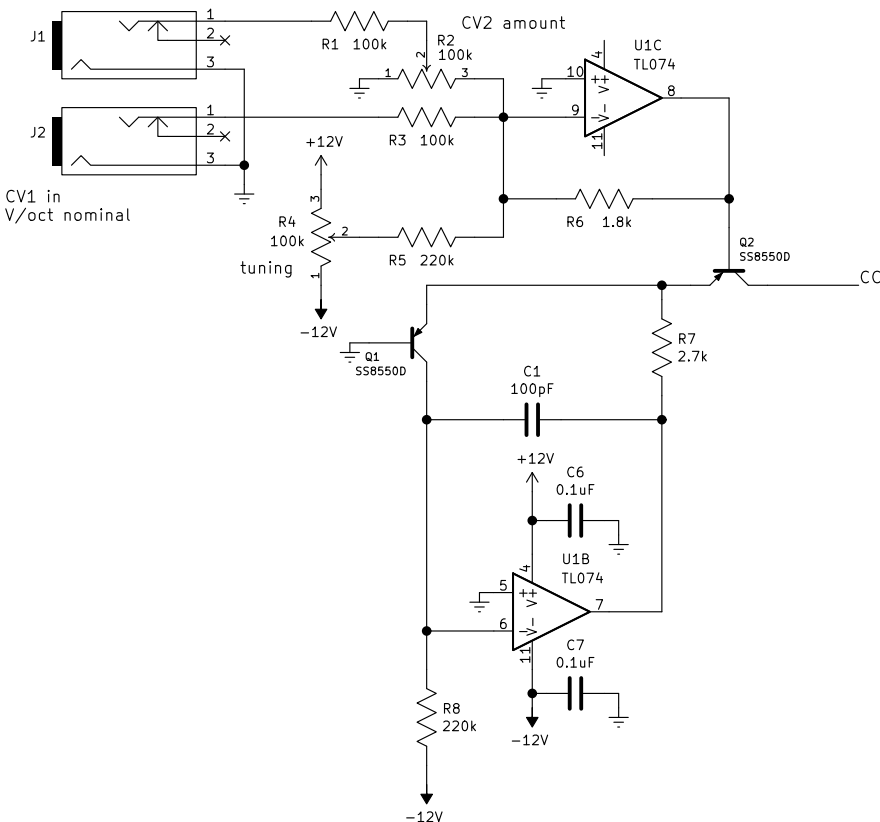 J1
1
2
3
R1 100k
CV2 amount
R2
100k
2
1
3
U1C
TL074
4
10
9
8
11
J2
1
2
3
R3 100k
CV1 in
V/oct nominal
+12V
3
R4
100k
2
tuning
1
-12V
R5 220k
R6 1.8k
Q2
SS8550D
CC
Q1
SS8550D
R7
2.7k
C1
100pF
+12V
C6
0.1uF
U1B
TL074
4
5
6
7
11
C7
0.1uF
-12V
R8
220k
-12V